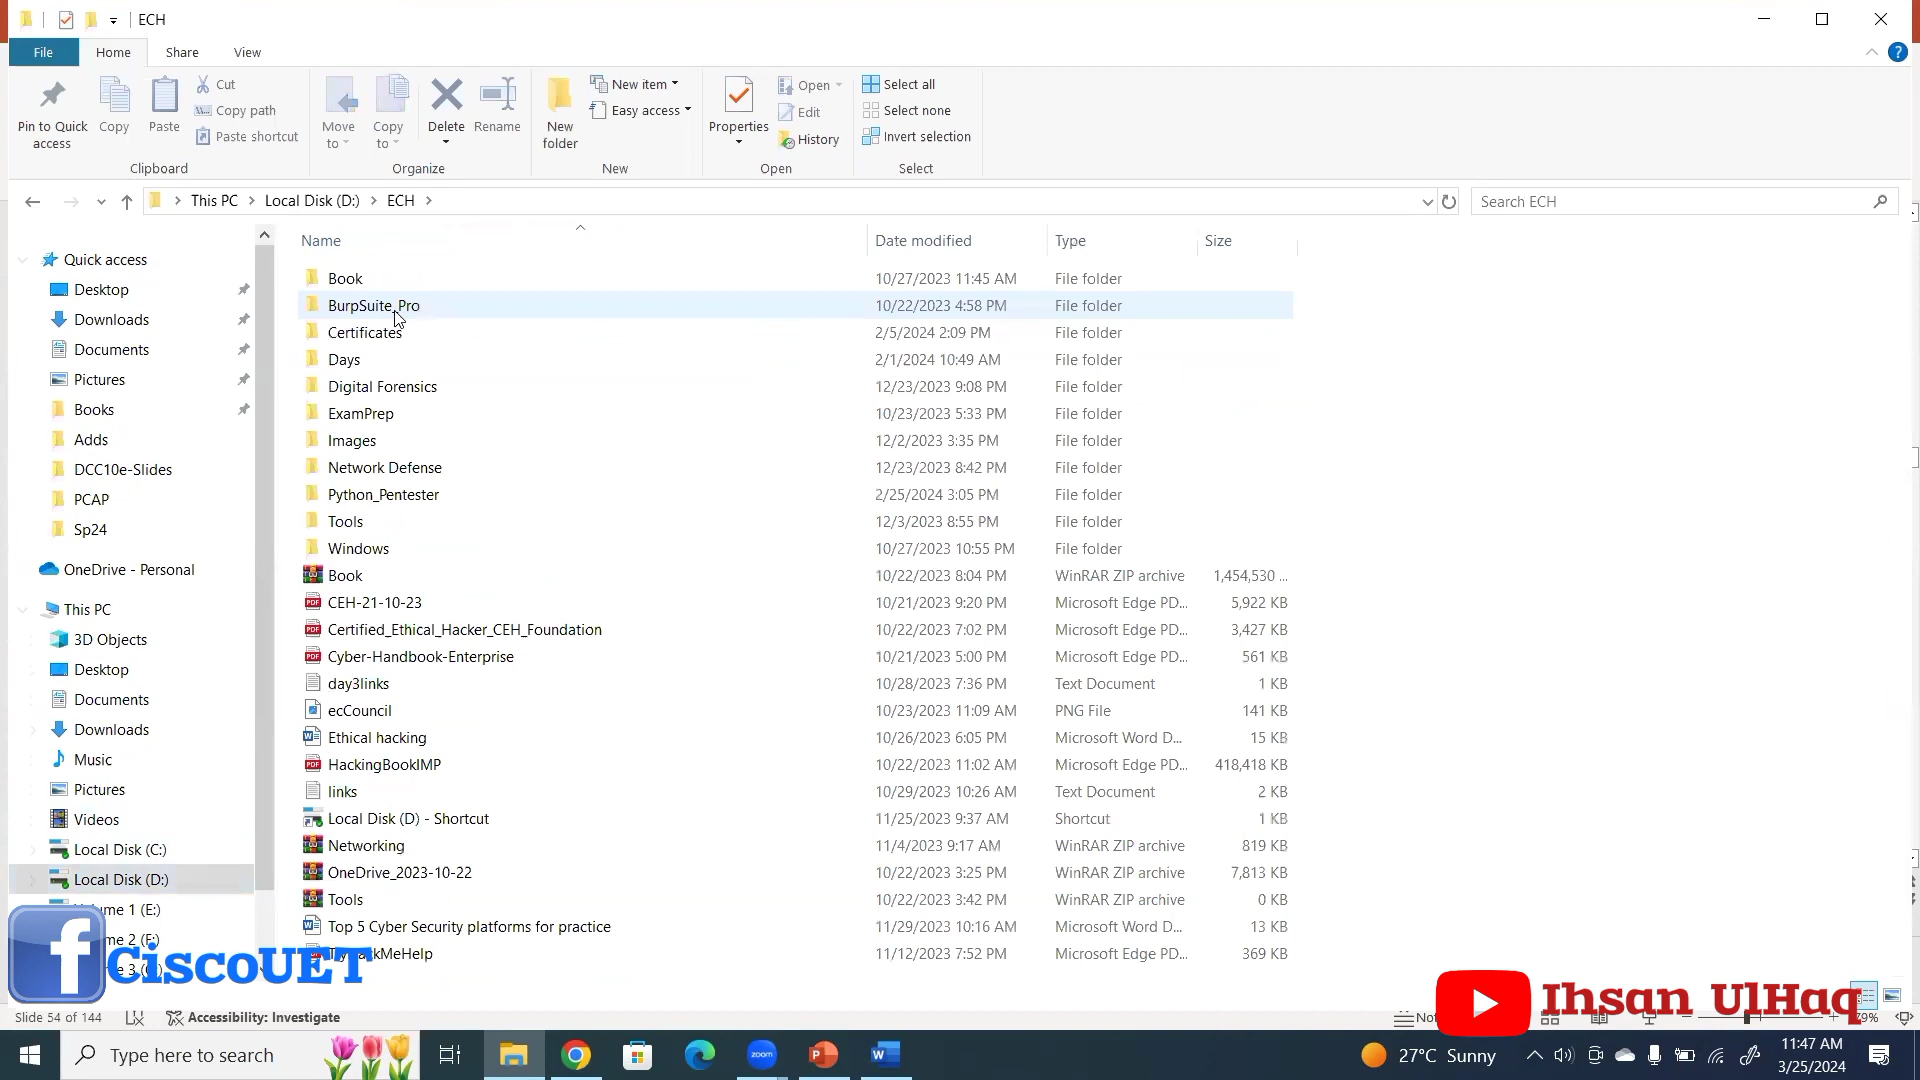 ECH
File Home Share View
Pin to Quick access
Copy
Paste
Cut
Copy path
Paste shortcut
Clipboard
Move to
Copy to
Delete
Rename
Organize
New folder
New item
Easy access
New
Properties
Open
Edit
History
Open
Select all
Select none
Invert selection
Select
This PC > Local Disk (D:) > ECH >
Search ECH
Quick access
Desktop
Downloads
Documents
Pictures
Books
Adds
DCC10e-Slides
PCAP
Sp24
OneDrive - Personal
This PC
3D Objects
Desktop
Documents
Downloads
Music
Pictures
Videos
Local Disk (C:)
Local Disk (D:)
me 1 (E:)
me 2 (F:)
Name Date modified Type Size
Book 10/27/2023 11:45 AM File folder
BurpSuite_Pro 10/22/2023 4:58 PM File folder
Certificates 2/5/2024 2:09 PM File folder
Days 2/1/2024 10:49 AM File folder
Digital Forensics 12/23/2023 9:08 PM File folder
ExamPrep 10/23/2023 5:33 PM File folder
Images 12/2/2023 3:35 PM File folder
Network Defense 12/23/2023 8:42 PM File folder
Python_Pentester 2/25/2024 3:05 PM File folder
Tools 12/3/2023 8:55 PM File folder
Windows 10/27/2023 10:55 PM File folder
Book 10/22/2023 8:04 PM WinRAR ZIP archive 1,454,530 ...
CEH-21-10-23 10/21/2023 9:20 PM Microsoft Edge PD... 5,922 KB
Certified_Ethical_Hacker_CEH_Foundation 10/22/2023 7:02 PM Microsoft Edge PD... 3,427 KB
Cyber-Handbook-Enterprise 10/21/2023 5:00 PM Microsoft Edge PD... 561 KB
day3links 10/28/2023 7:36 PM Text Document 1 KB
ecCouncil 10/23/2023 11:09 AM PNG File 141 KB
Ethical hacking 10/26/2023 6:05 PM Microsoft Word D... 15 KB
HackingBookIMP 10/22/2023 11:02 AM Microsoft Edge PD... 418,418 KB
links 10/29/2023 10:26 AM Text Document 2 KB
Local Disk (D) - Shortcut 11/25/2023 9:37 AM Shortcut 1 KB
Networking 11/4/2023 9:17 AM WinRAR ZIP archive 819 KB
OneDrive_2023-10-22 10/22/2023 3:25 PM WinRAR ZIP archive 7,813 KB
Tools 10/22/2023 3:42 PM WinRAR ZIP archive 0 KB
Top 5 Cyber Security platforms for practice 11/29/2023 10:16 AM Microsoft Word D... 13 KB
ckMeHelp 11/12/2023 7:52 PM Microsoft Edge PD... 369 KB
f CiscoUET
Ihsan UlHaq
Slide 54 of 144 Accessibility: Investigate
79%
Type here to search
zoom
27°C Sunny
11:47 AM
3/25/2024